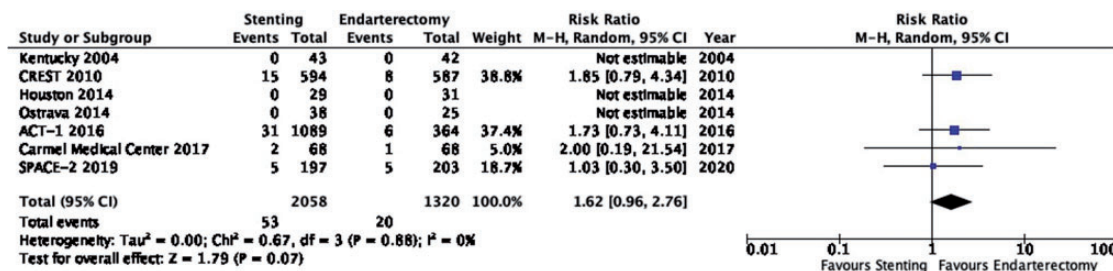 Stenting Endarterectomy Risk Ratio Risk Ratio
Study or Subgroup Events Total Events Total Weight M-H, Random, 95% CI Year M-H, Random, 95% CI
Kentucky 2004 0 43 0 42 Not estimable 2004
CREST 2010 15 594 8 587 38.8% 1.85 [0.79, 4.34] 2010
Houston 2014 0 29 0 31 Not estimable 2014
Ostrava 2014 0 38 0 25 Not estimable 2014
ACT-1 2016 31 1089 6 364 37.4% 1.73 [0.73, 4.11] 2016
Carmel Medical Center 2017 2 68 1 68 5.0% 2.00 [0.19, 21.54] 2017
SPACE-2 2019 5 197 5 203 18.7% 1.03 [0.30, 3.50] 2020
Total (95% CI) 2058 1320 100.0% 1.62 [0.96, 2.76]
Total events 53 20
Heterogeneity: Tau² = 0.00; Chi² = 0.67, df = 3 (P = 0.88); I² = 0%
Test for overall effect: Z = 1.79 (P = 0.07)
0.01 0.1 1 10 100
Favours Stenting Favours Endarterectomy